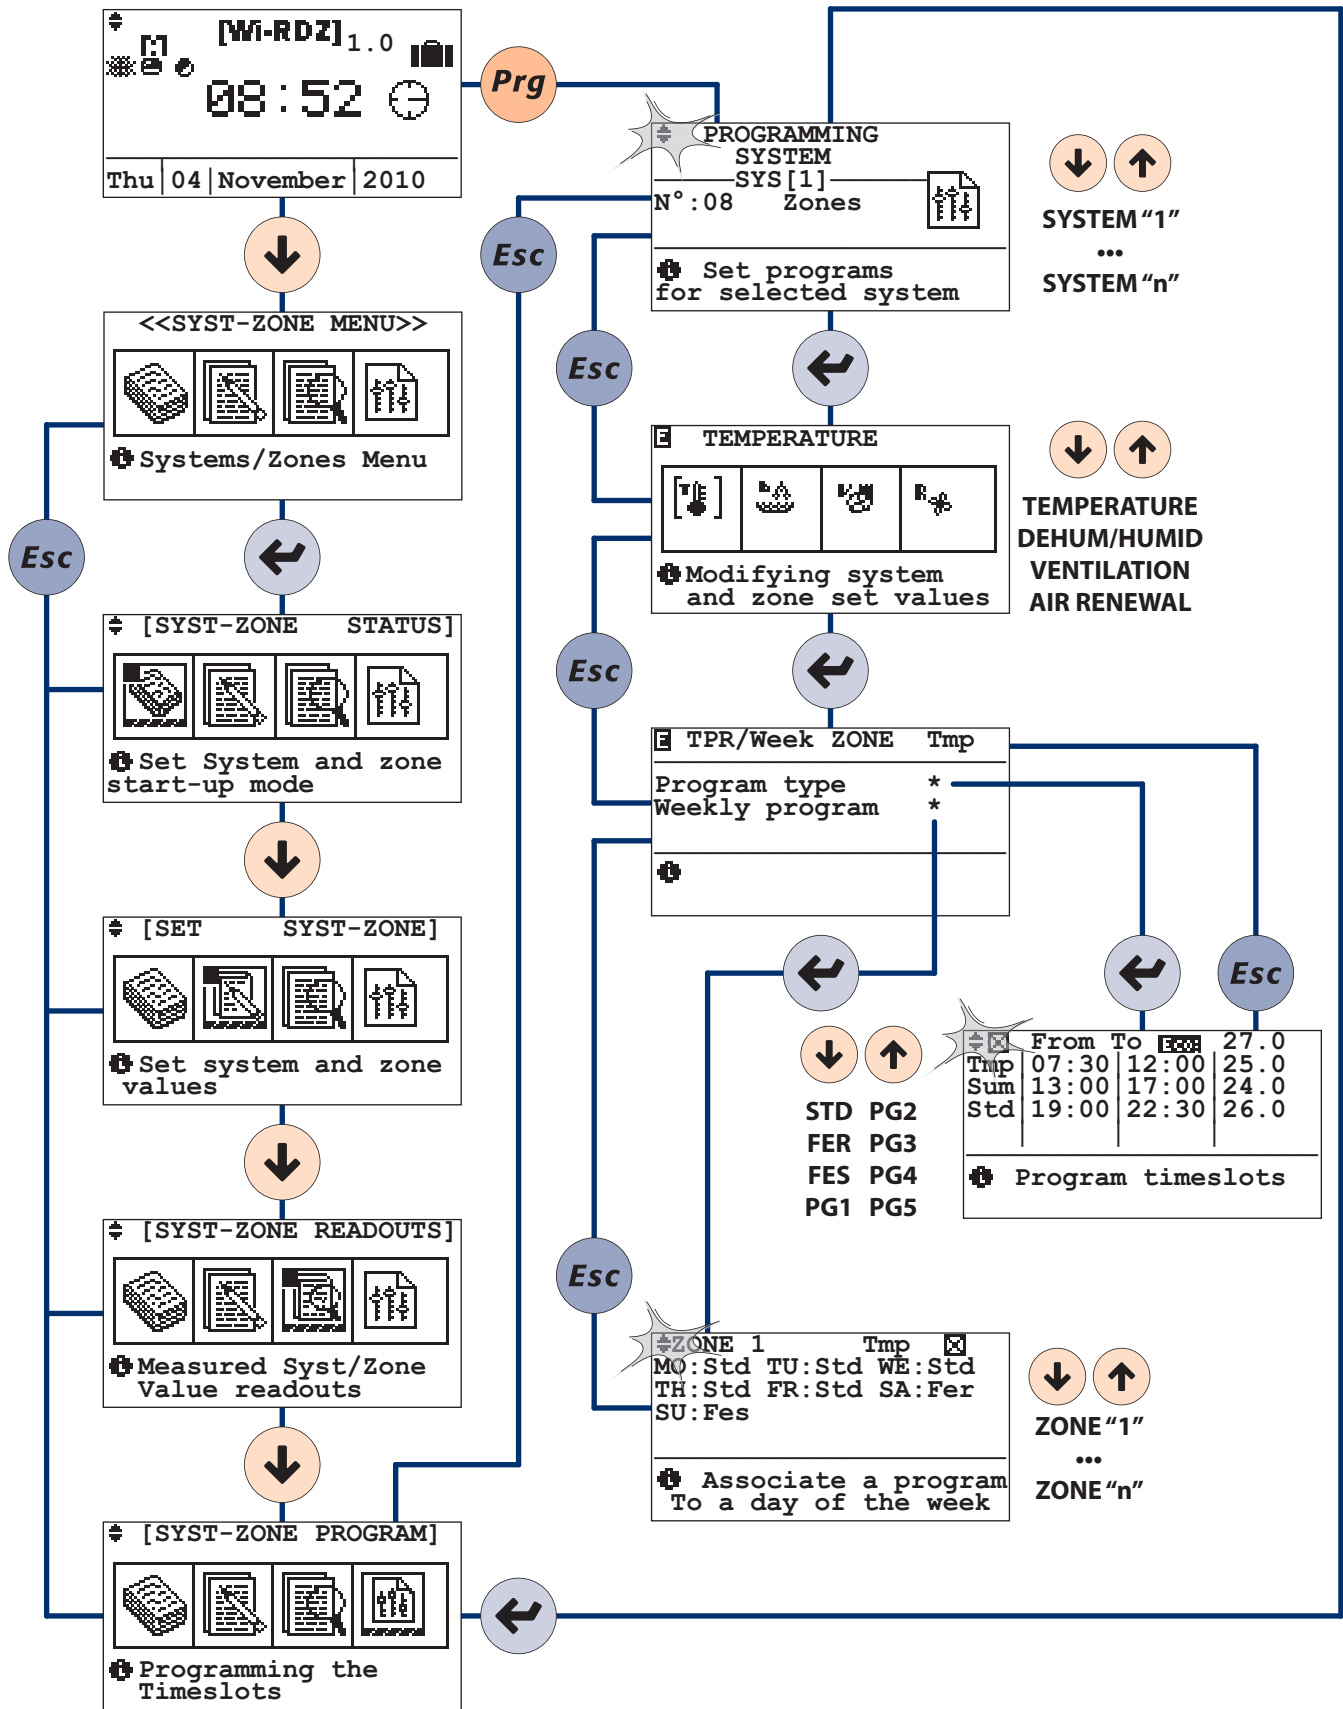 [Wi-RDZ] 1.0
08:52
Thu 04 November 2010
Prg
<<SYST-ZONE MENU>>
Systems/Zones Menu
Esc
[SYST-ZONE STATUS]
Set System and zone
start-up mode
[SET SYST-ZONE]
Set system and zone
values
[SYST-ZONE READOUTS]
Measured Syst/Zone
Value readouts
[SYST-ZONE PROGRAM]
Programming the
Timeslots
Esc
PROGRAMMING
SYSTEM
SYS[1]
N°:08 Zones
Set programs
for selected system
SYSTEM "1"
•••
SYSTEM "n"
Esc
E TEMPERATURE
Modifying system
and zone set values
TEMPERATURE
DEHUM/HUMID
VENTILATION
AIR RENEWAL
Esc
E TPR/Week ZONE Tmp
Program type *
Weekly program *
Esc
STD PG2
FER PG3
FES PG4
PG1 PG5
From To 27.0
Tmp 07:30 12:00 25.0
Sum 13:00 17:00 24.0
Std 19:00 22:30 26.0
Program timeslots
Esc
ZONE 1 Tmp
MO:Std TU:Std WE:Std
TH:Std FR:Std SA:Fer
SU:Fes
Associate a program
To a day of the week
ZONE "1"
•••
ZONE "n"